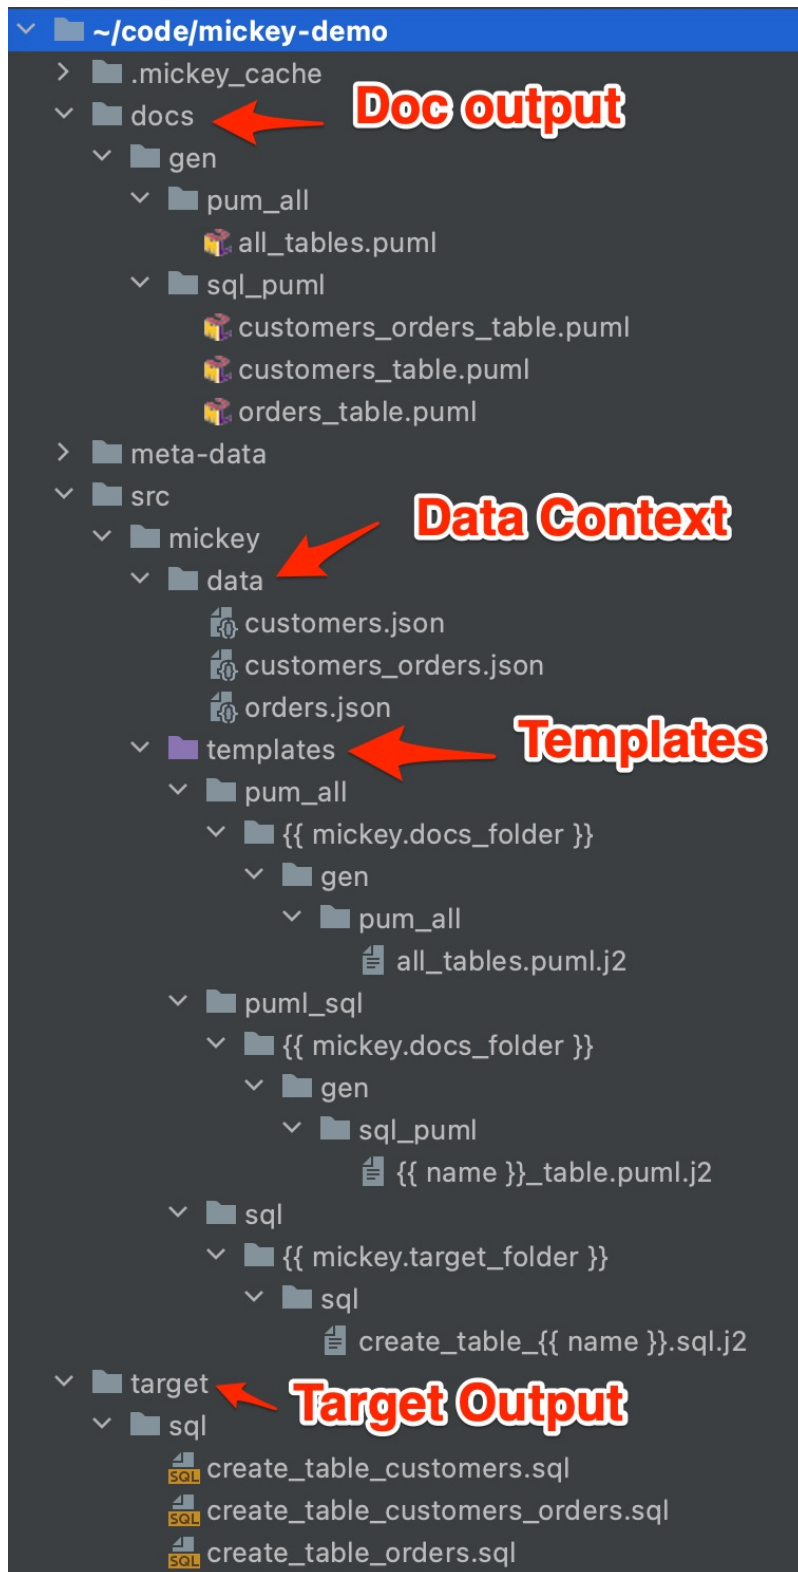 ~/code/mickey-demo
.mickey_cache
docs
Doc output
gen
pum_all
all_tables.puml
sql_puml
customers_orders_table.puml
customers_table.puml
orders_table.puml
meta-data
src
Data Context
mickey
data
customers.json
customers_orders.json
orders.json
templates
Templates
pum_all
{{ mickey.docs_folder }}
gen
pum_all
all_tables.puml.j2
puml_sql
{{ mickey.docs_folder }}
gen
sql_puml
{{ name }}_table.puml.j2
sql
{{ mickey.target_folder }}
sql
create_table_{{ name }}.sql.j2
target
Target Output
sql
SQL create_table_customers.sql
SQL create_table_customers_orders.sql
SQL create_table_orders.sql